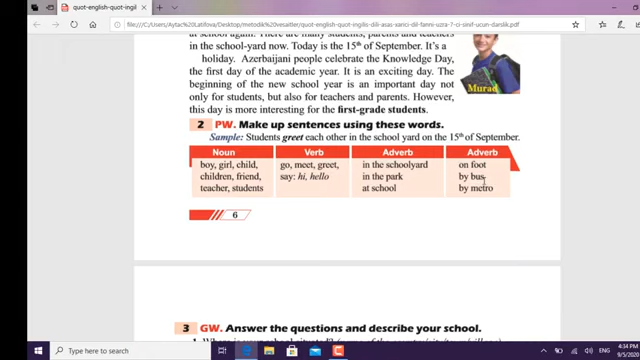 quot-english-quot-ingi
file:///C:/Users/Aytac%20Latifova/Desktop/metodik%20vesaitter/quot-english-quot-ingilis-dili-asas-xarici-dil-fanni-uzra-7-ci-sinif-ucun-darslik.pdf
at school again. There are many students, parents and teachers
in the school-yard now. Today is the 15th of September. It's a
holiday. Azerbaijani people celebrate the Knowledge Day,
the first day of the academic year. It is an exciting day. The
beginning of the new school year is an important day not
only for students, but also for teachers and parents. However,
this day is more interesting for the first-grade students.
Murad
2 PW. Make up sentences using these words.
Sample: Students greet each other in the school yard on the 15th of September.
Noun Verb Adverb Adverb
boy, girl, child, go, meet, greet, in the schoolyard on foot
children, friend, say: hi, hello in the park by bus
teacher, students at school by metro
6
3 GW. Answer the questions and describe your school.
4:34 PM
9/5/2020